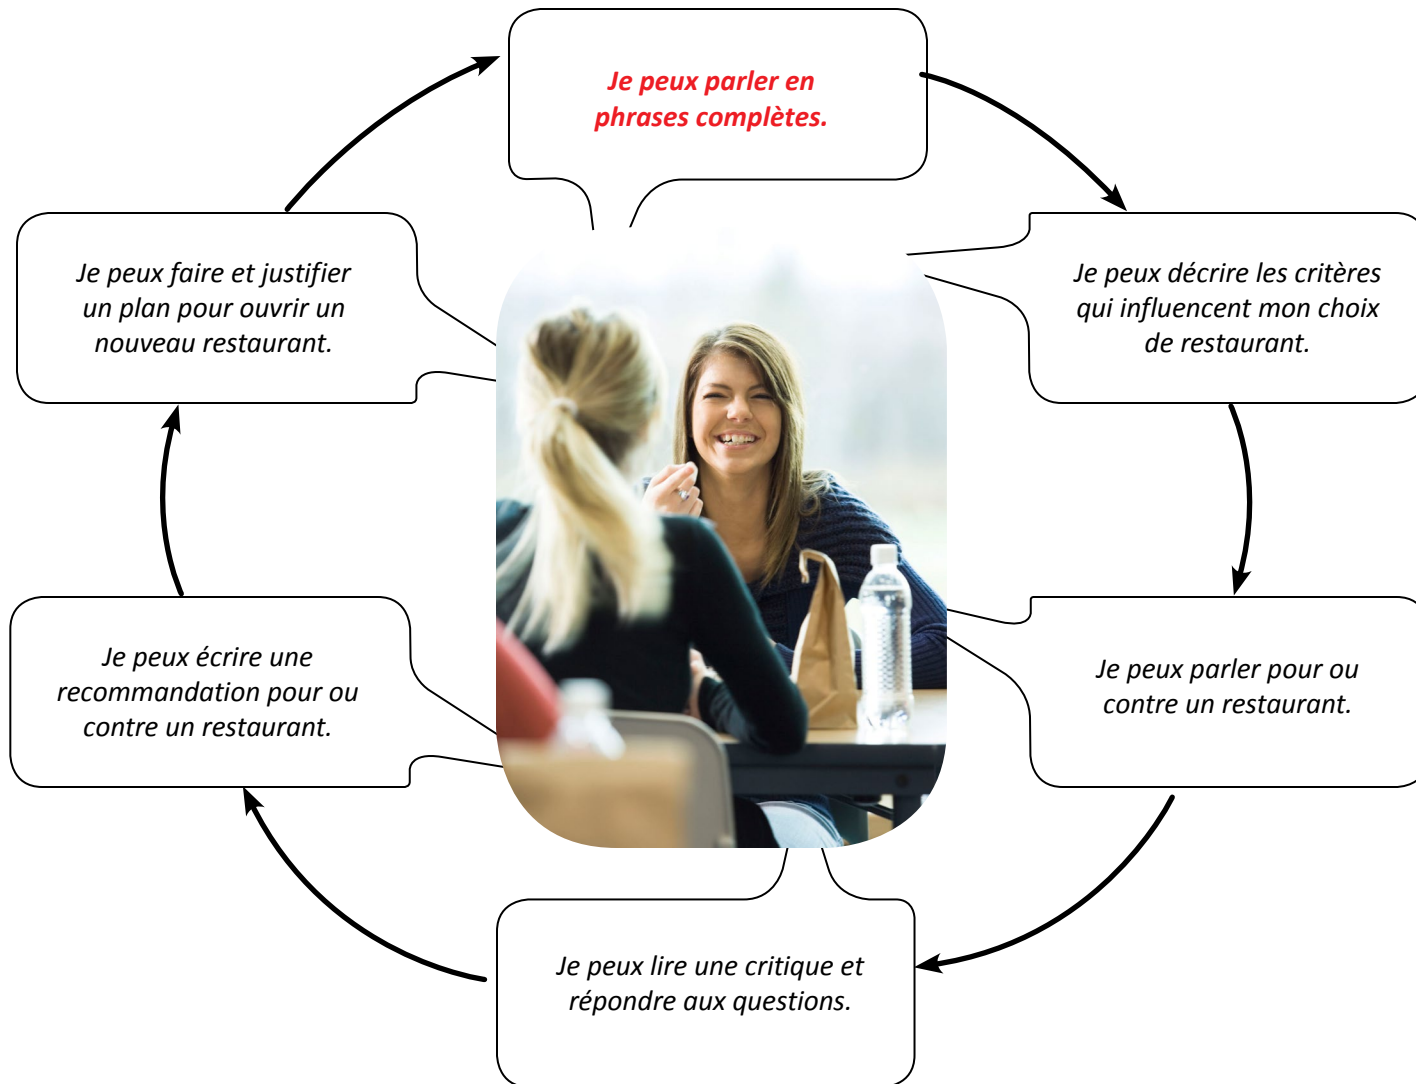 Je peux parler en
phrases complètes.
Je peux décrire les critères
qui influencent mon choix
de restaurant.
Je peux parler pour ou
contre un restaurant.
Je peux lire une critique et
répondre aux questions.
Je peux écrire une
recommandation pour ou
contre un restaurant.
Je peux faire et justifier
un plan pour ouvrir un
nouveau restaurant.